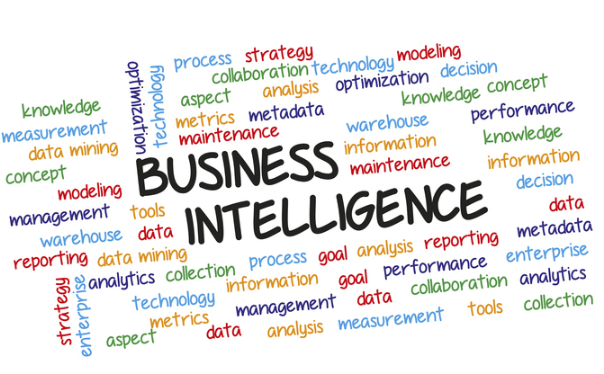 process strategy
collaboration technology modeling
optimization technology aspect analysis optimization decision
knowledge metrics metadata knowledge concept
measurement maintenance warehouse performance
data mining information knowledge
concept BUSINESS maintenance information
modeling INTELLIGENCE decision
management tools data
warehouse data metadata
reporting data mining process goal analysis reporting enterprise
strategy enterprise analytics collection information goal performance analytics
technology management data collaboration collection
metrics measurement tools
aspect data analysis